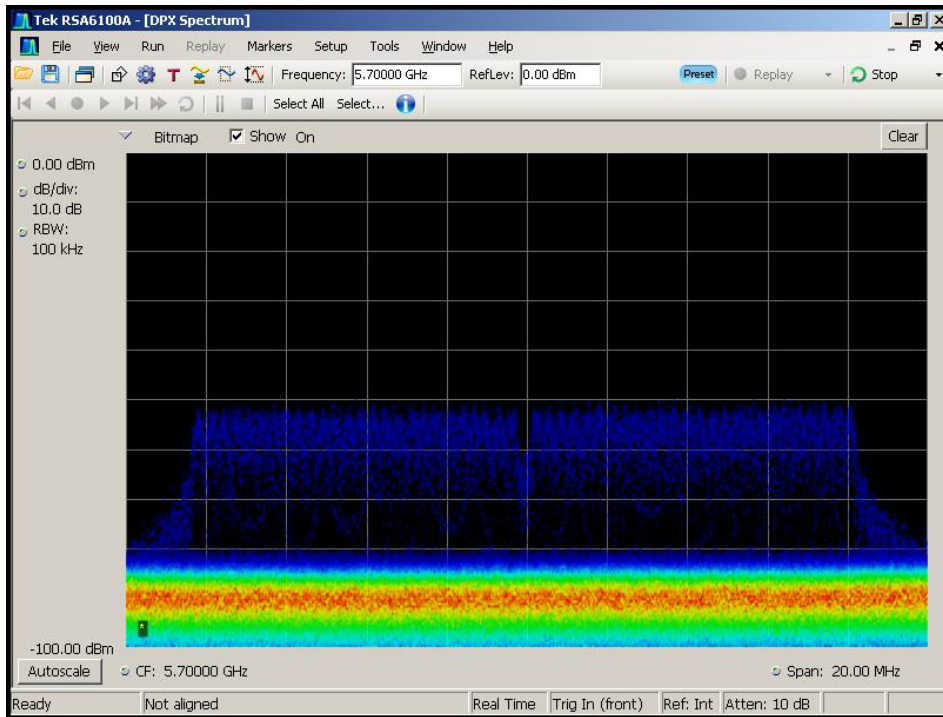 Tek RSA6100A - [DPX Spectrum]
File View Run Replay Markers Setup Tools Window Help
T Frequency: 5.70000 GHz RefLev: 0.00 dBm Preset Replay Stop
Select All Select...
Bitmap Show On Clear
0.00 dBm
dB/div:
10.0 dB
RBW:
100 kHz
-100.00 dBm
Autoscale CF: 5.70000 GHz Span: 20.00 MHz
Ready Not aligned Real Time Trig In (front) Ref: Int Atten: 10 dB